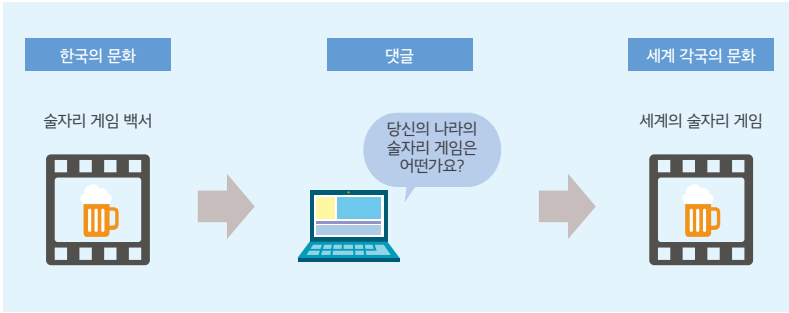 한국의 문화
댓글
세계 각국의 문화
술자리 게임 백서
당신의 나라의
술자리 게임은
어떤가요?
세계의 술자리 게임